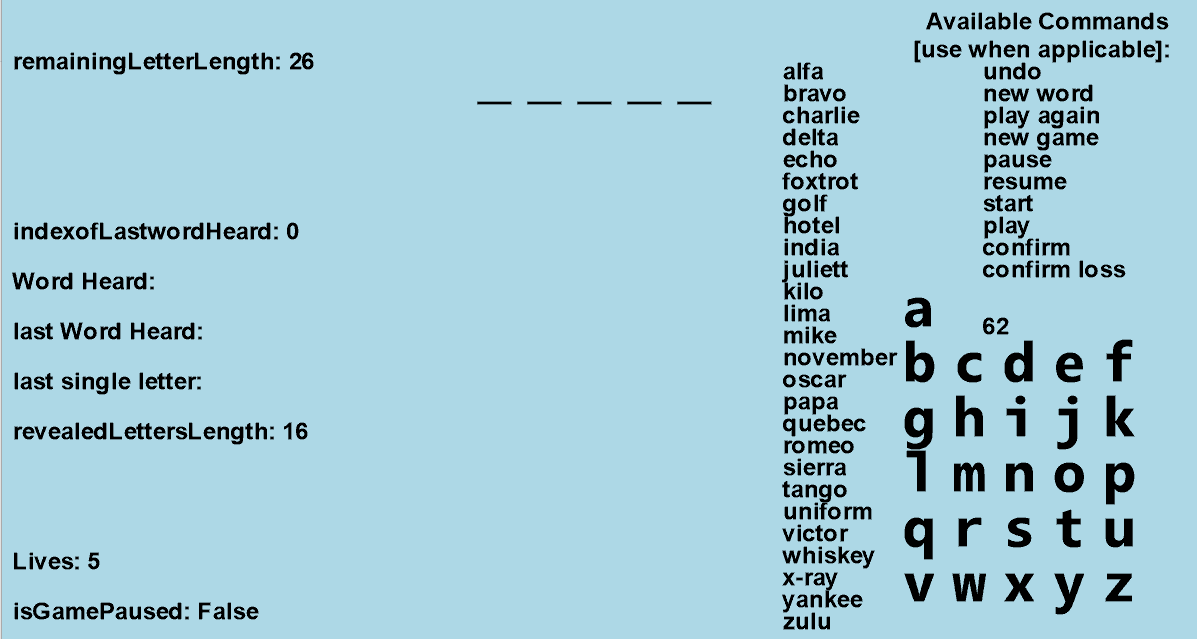 remainingLetterLength: 26
_ _ _ _ _
indexofLastwordHeard: 0
Word Heard:
last Word Heard:
last single letter:
revealedLettersLength: 16
Lives: 5
isGamePaused: False
alfa
bravo
charlie
delta
echo
foxtrot
golf
hotel
india
juliett
kilo
lima
mike
november
oscar
papa
quebec
romeo
sierra
tango
uniform
victor
whiskey
x-ray
yankee
zulu
Available Commands
[use when applicable]:
undo
new word
play again
new game
pause
resume
start
play
confirm
confirm loss
62
a
b c d e f
g h i j k
l m n o p
q r s t u
v w x y z